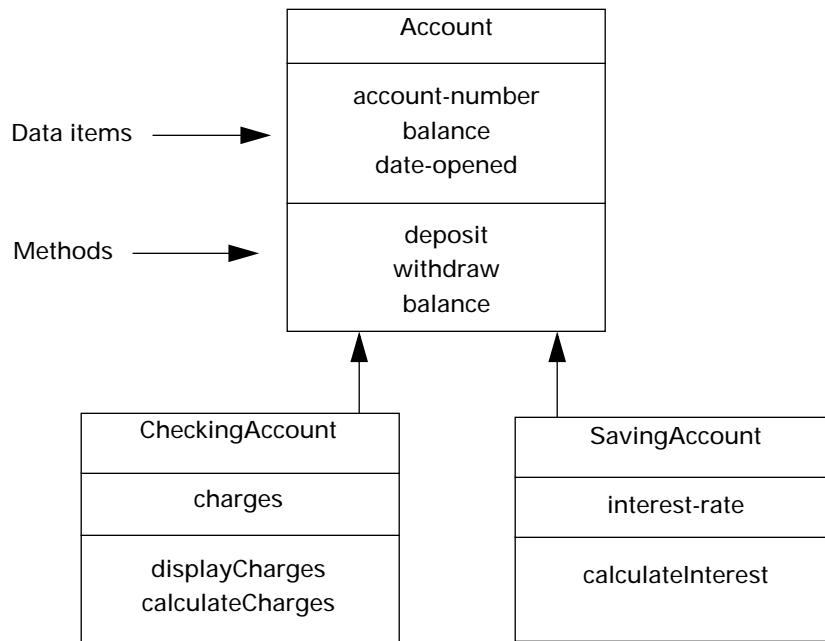 Account
account-number
balance
date-opened
Data items
deposit
withdraw
balance
Methods
CheckingAccount
charges
displayCharges
calculateCharges
SavingAccount
interest-rate
calculateInterest